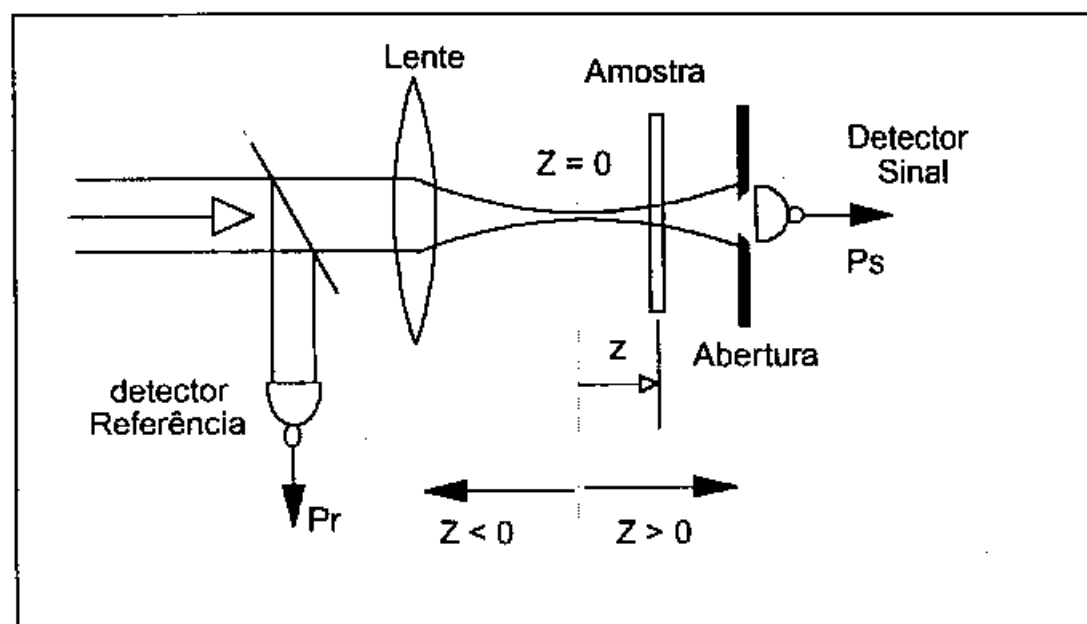 Lente
Amostra
Z = 0
Detector
Sinal
Ps
z
Abertura
detector
Referência
Pr
Z < 0
Z > 0